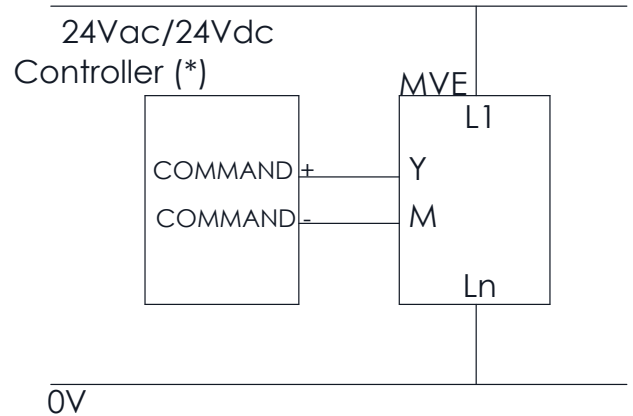 24Vac/24Vdc
Controller (*)
MVE
L1
COMMAND +
Y
COMMAND -
M
Ln
0V